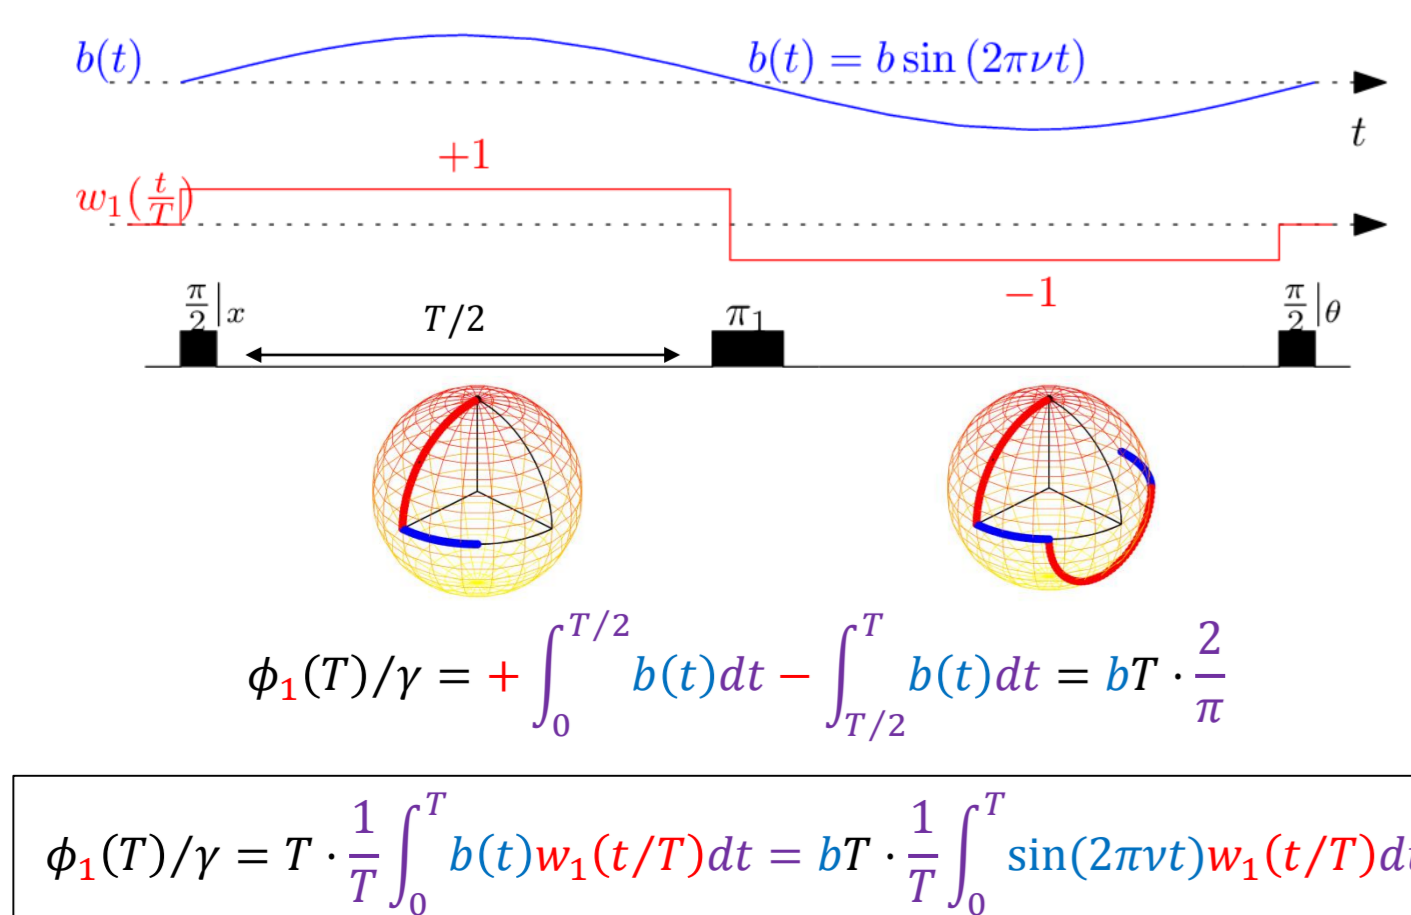 b(t)
b(t) = b sin (2πνt)
t
+1
w₁(t/T)
−1
π/2|ₓ
T/2
π₁
π/2|θ
ϕ₁(T)/γ = + ∫₀^{T/2} b(t)dt − ∫_{T/2}^{T} b(t)dt = bT · 2/π
ϕ₁(T)/γ = T · 1/T ∫₀^{T} b(t)w₁(t/T)dt = bT · 1/T ∫₀^{T} sin(2πνt)w₁(t/T)dt